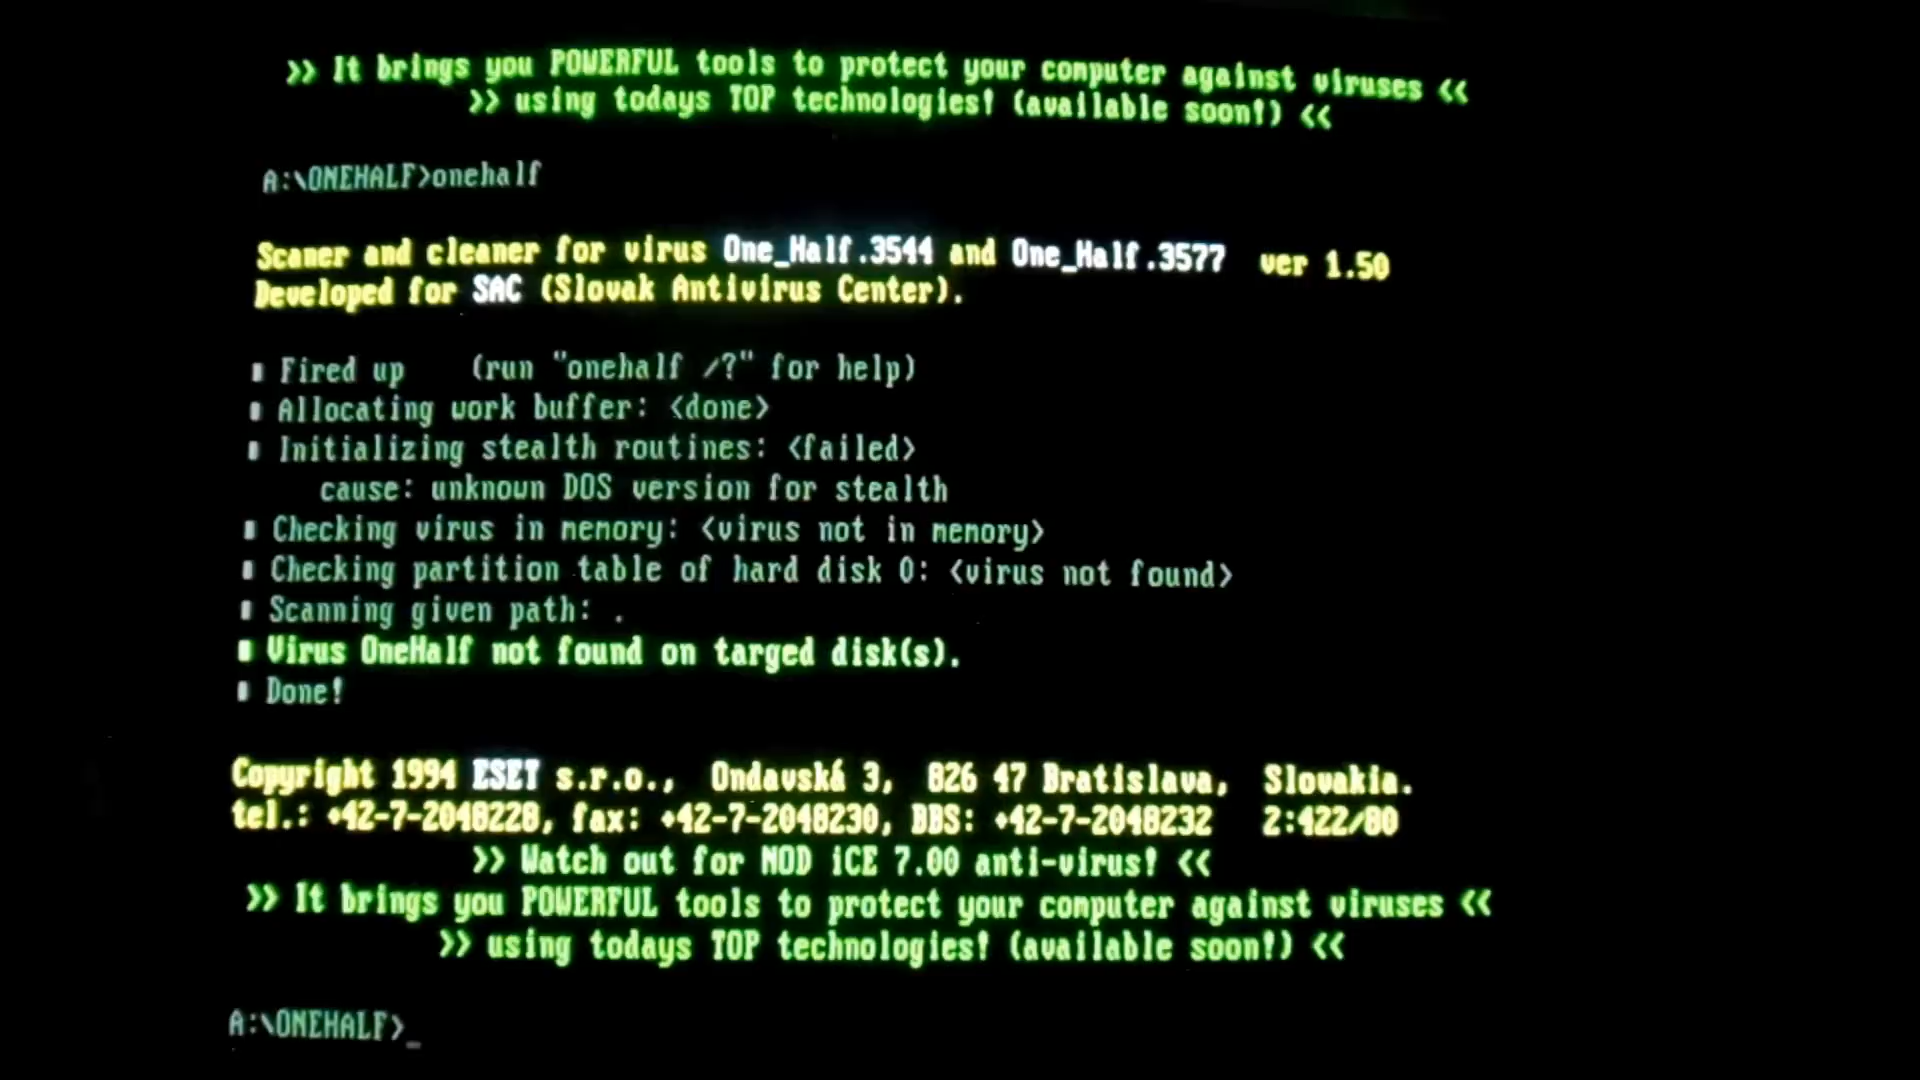 >> It brings you POWERFUL tools to protect your computer against viruses <<
>> using todays TOP technologies! (available soon!) <<
A:\ONEHALF>onehalf
Scaner and cleaner for virus One_Half.3544 and One_Half.3577 ver 1.50
Developed for SAC (Slovak Antivirus Center).
Fired up (run "onehalf /?" for help)
Allocating work buffer: <done>
Initializing stealth routines: <failed>
cause: unknown DOS version for stealth
Checking virus in memory: <virus not in memory>
Checking partition table of hard disk 0: <virus not found>
Scanning given path: .
Virus OneHalf not found on targed disk(s).
Done!
Copyright 1994 ESET s.r.o., Ondavská 3, 826 47 Bratislava, Slovakia.
tel.: +42-7-2048228, fax: +42-7-2048230, BBS: +42-7-2048232 2:422/80
>> Watch out for NOD iCE 7.00 anti-virus! <<
>> It brings you POWERFUL tools to protect your computer against viruses <<
>> using todays TOP technologies! (available soon!) <<
A:\ONEHALF>_